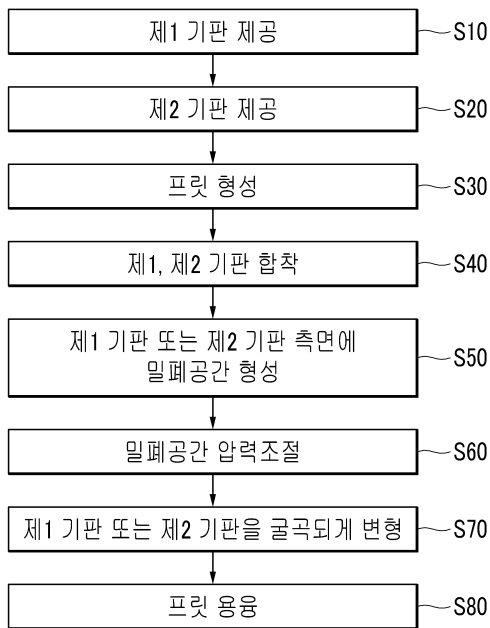 제1 기판 제공 S10
제2 기판 제공 S20
프릿 형성 S30
제1, 제2 기판 합착 S40
제1 기판 또는 제2 기판 측면에
밀폐공간 형성 S50
밀폐공간 압력조절 S60
제1 기판 또는 제2 기판을 굴곡되게 변형 S70
프릿 용융 S80